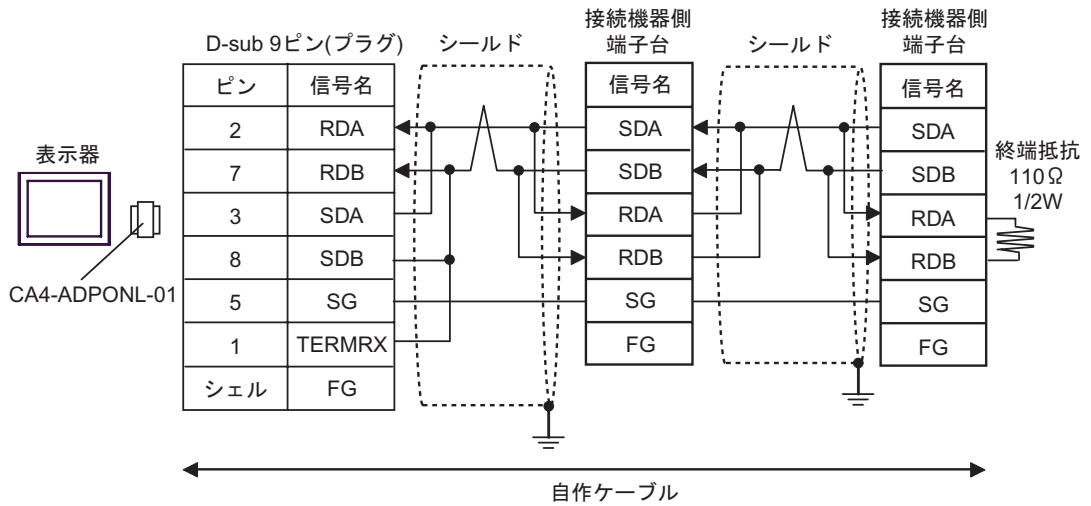 表示器
CA4-ADPONL-01
D-sub 9ピン(プラグ)
ピン 信号名
2 RDA
7 RDB
3 SDA
8 SDB
5 SG
1 TERMRX
シェル FG
シールド
接続機器側
端子台
信号名
SDA
SDB
RDA
RDB
SG
FG
シールド
接続機器側
端子台
信号名
SDA
SDB
RDA
RDB
SG
FG
終端抵抗
110Ω
1/2W
自作ケーブル